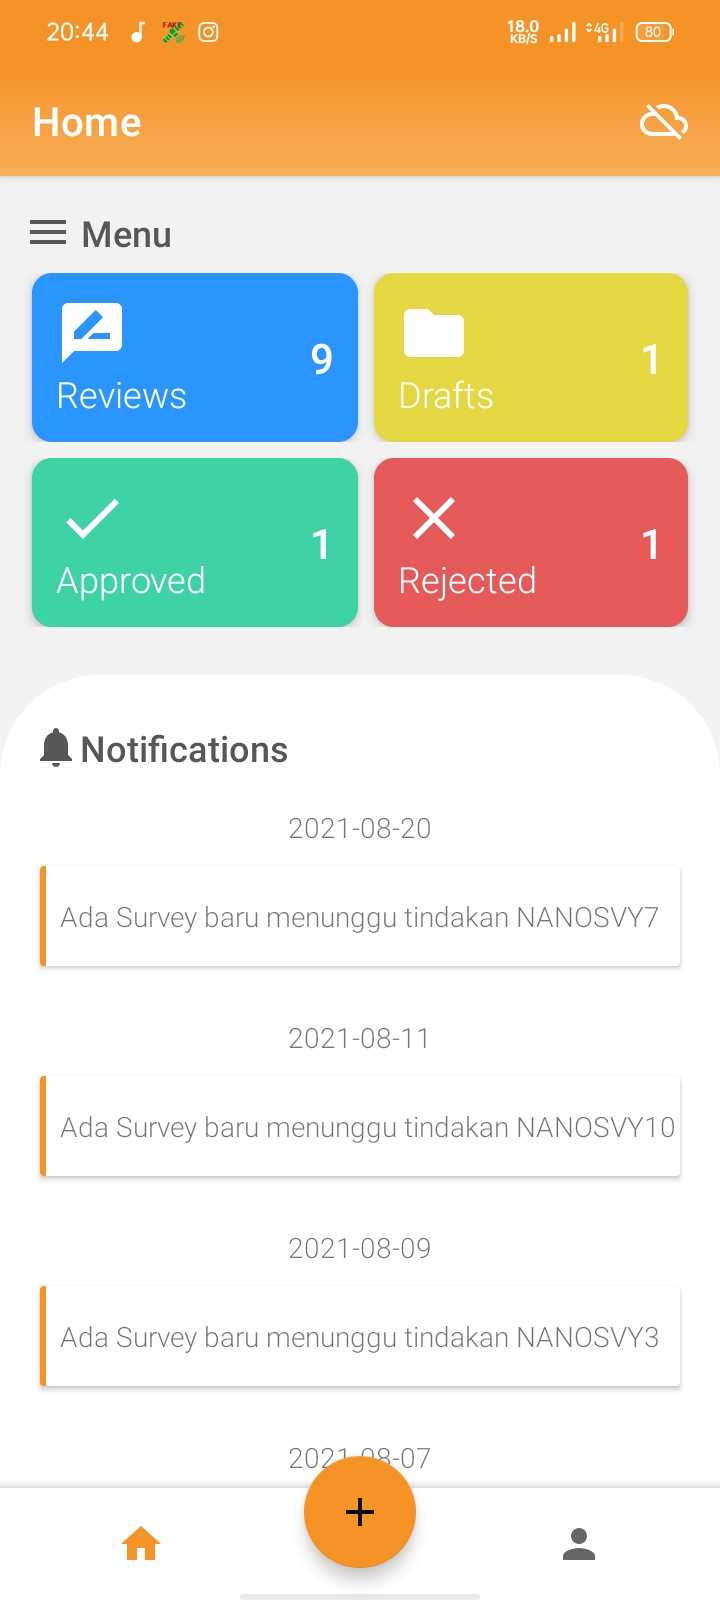 20:44 FAKE 18.0 KB/S 4G 80
Home
Menu
9
Reviews
1
Drafts
1
Approved
1
Rejected
Notifications
2021-08-20
Ada Survey baru menunggu tindakan NANOSVY7
2021-08-11
Ada Survey baru menunggu tindakan NANOSVY10
2021-08-09
Ada Survey baru menunggu tindakan NANOSVY3
2021-08-07